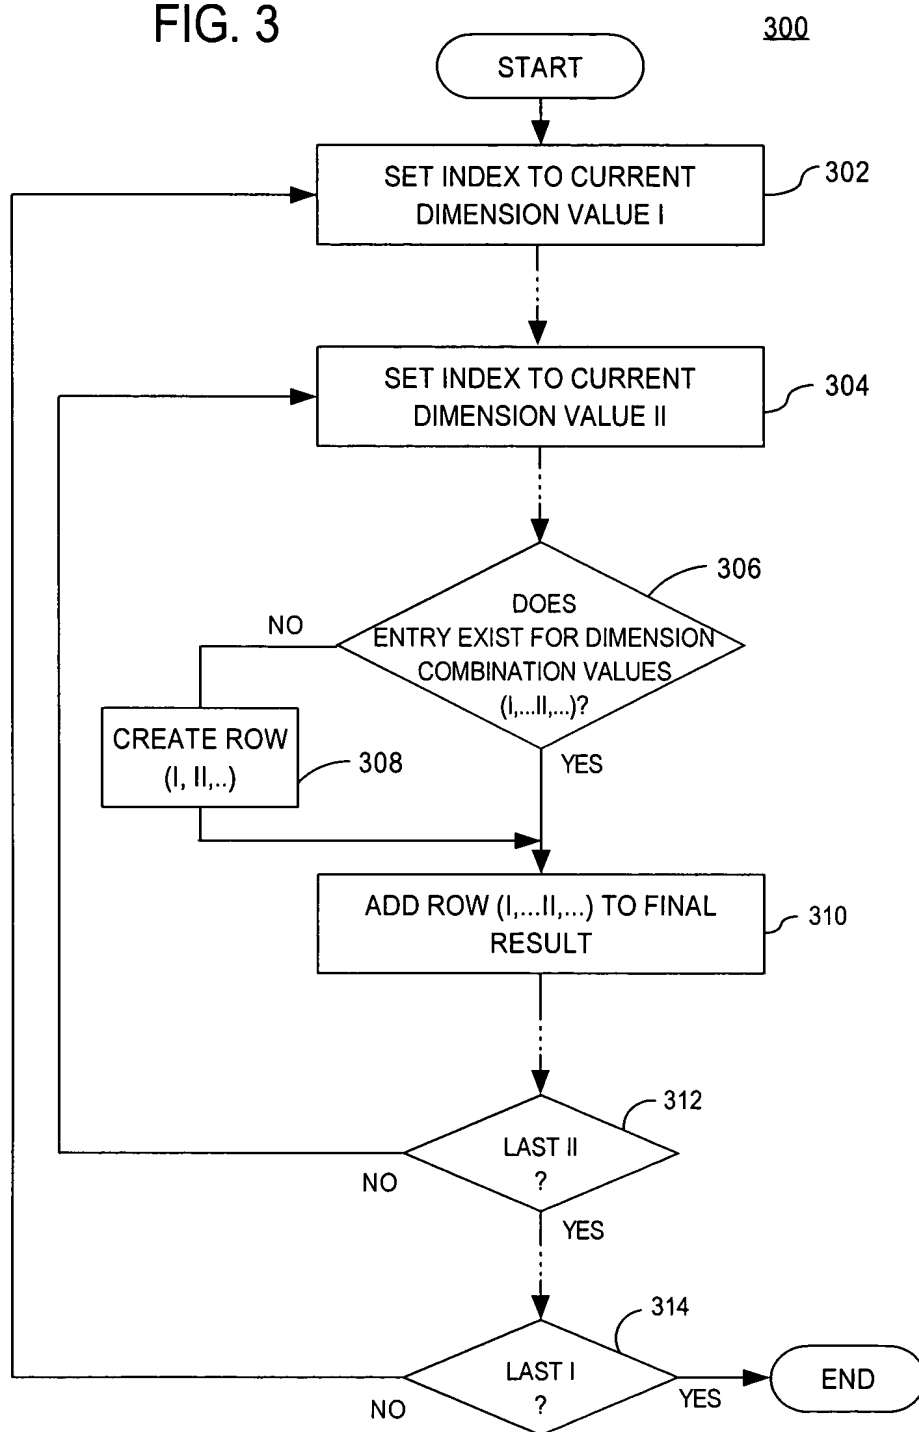 FIG. 3
300
START
SET INDEX TO CURRENT
DIMENSION VALUE I
302
SET INDEX TO CURRENT
DIMENSION VALUE II
304
DOES
ENTRY EXIST FOR DIMENSION
COMBINATION VALUES
(I,...II,...)?
306
NO
CREATE ROW
(I, II,..)
308
YES
ADD ROW (I,...II,...) TO FINAL
RESULT
310
LAST II
?
312
NO
YES
LAST I
?
314
NO
YES
END